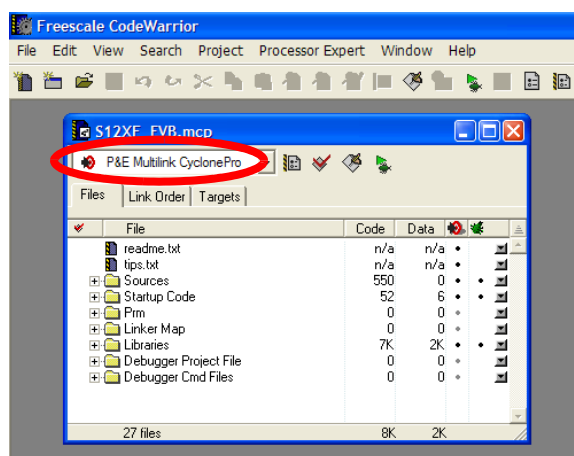 Freescale CodeWarrior
File Edit View Search Project Processor Expert Window Help
S12XE_EVB.mcp
P&E Multilink CyclonePro
Files Link Order Targets
File Code Data
readme.txt n/a n/a
tips.txt n/a n/a
Sources 550 0
Startup Code 52 6
Prm 0 0
Linker Map 0 0
Libraries 7K 2K
Debugger Project File 0 0
Debugger Cmd Files 0 0
27 files 8K 2K